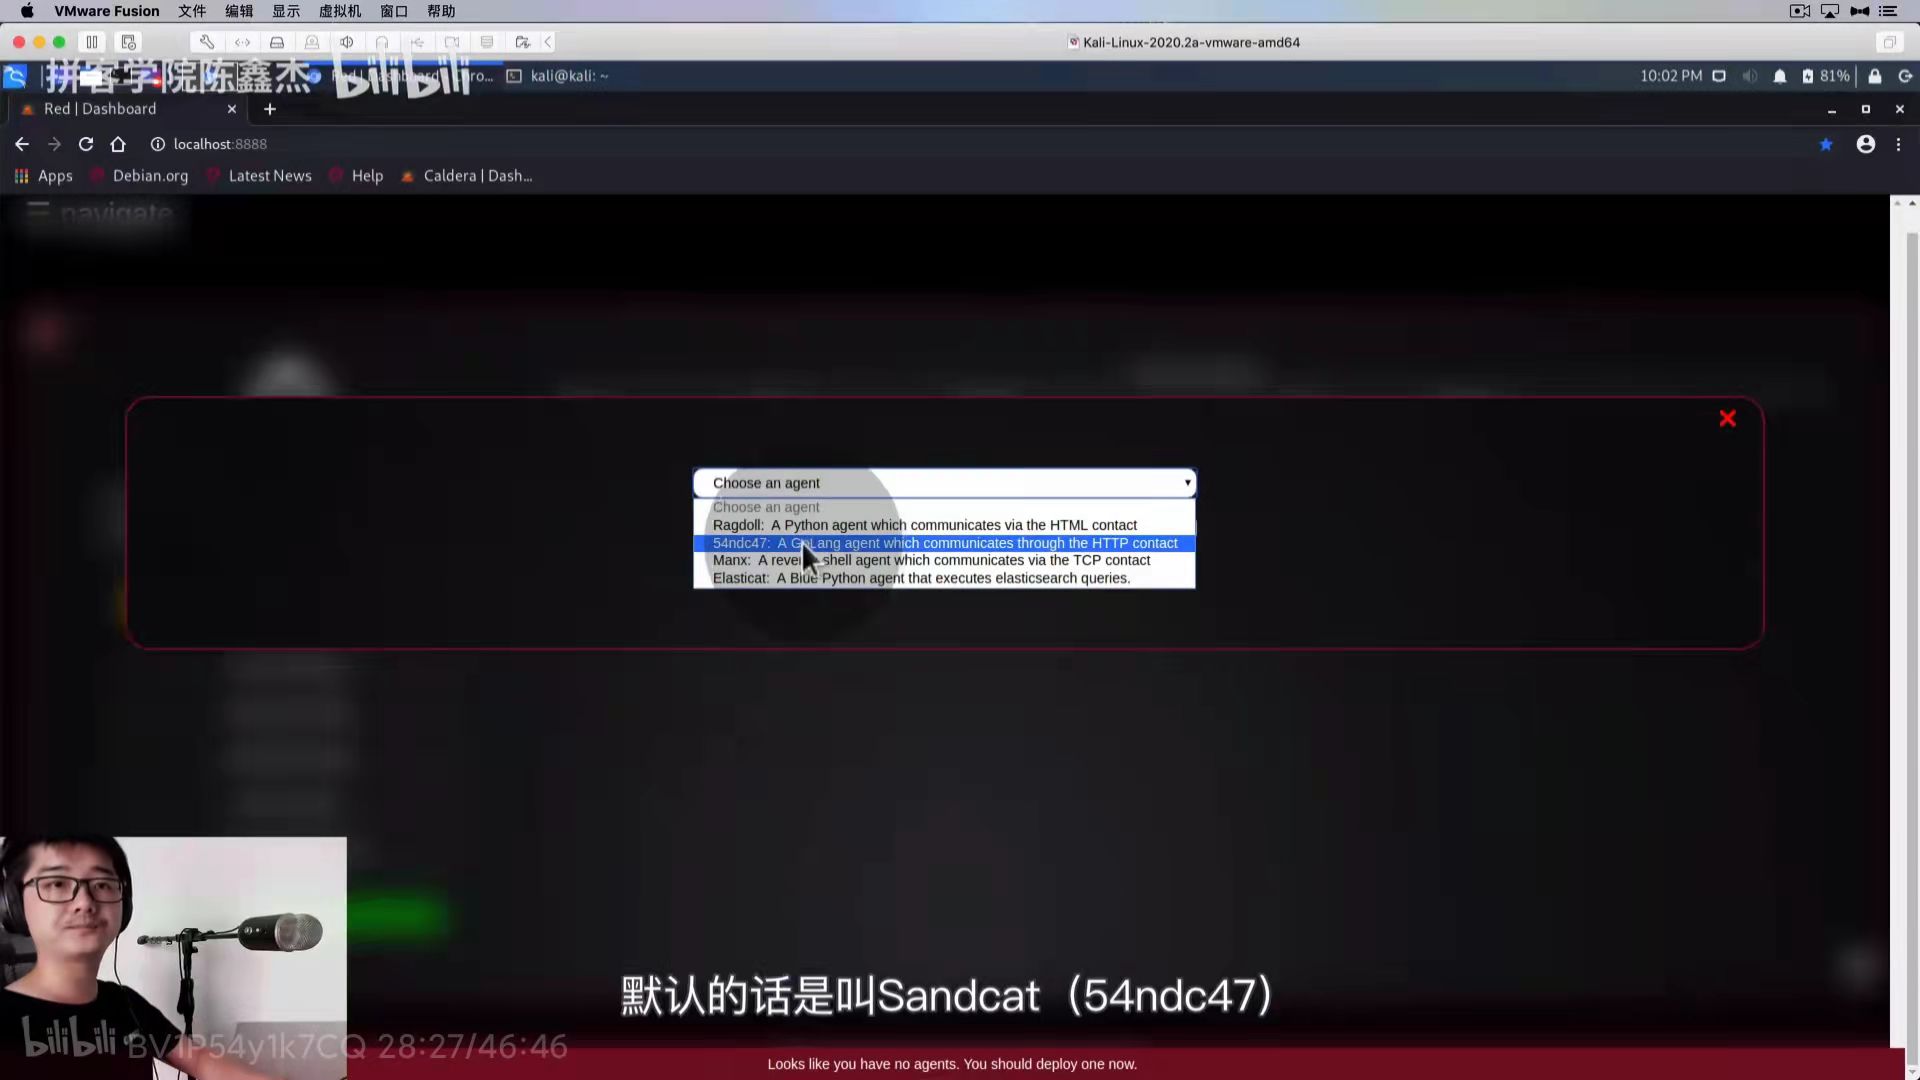 VMware Fusion 文件 编辑 显示 虚拟机 窗口 帮助
Kali-Linux-2020.2a-vmware-amd64
拼客学院陈鑫杰 bilibili
Red | Dashboard - Chro... kali@kali: ~ 10:02 PM 81%
Red | Dashboard
localhost:8888
Apps Debian.org Latest News Help Caldera | Dash...
navigate
Choose an agent
Choose an agent
Ragdoll: A Python agent which communicates via the HTML contact
54ndc47: A GoLang agent which communicates through the HTTP contact
Manx: A reverse shell agent which communicates via the TCP contact
Elasticat: A Blue Python agent that executes elasticsearch queries.
默认的话是叫Sandcat（54ndc47）
bilibili BV1P54y1k7CQ 28:27/46:46
Looks like you have no agents. You should deploy one now.